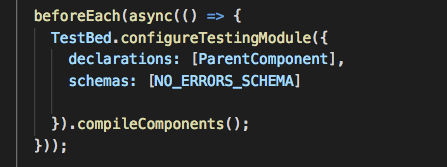 beforeEach(async(() => {
TestBed.configureTestingModule({
declarations: [ParentComponent],
schemas: [NO_ERRORS_SCHEMA]
}).compileComponents();
}));